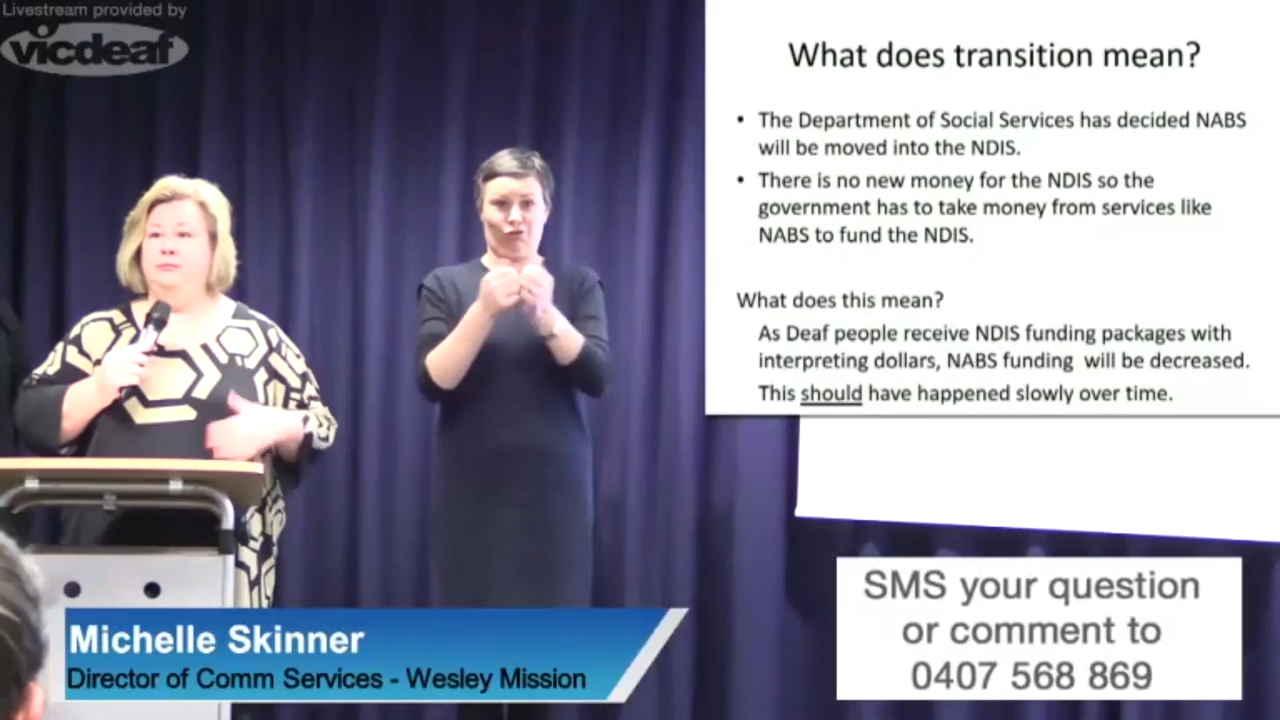 Livestream provided by
vicdeaf
What does transition mean?
• The Department of Social Services has decided NABS
will be moved into the NDIS.
• There is no new money for the NDIS so the
government has to take money from services like
NABS to fund the NDIS.
What does this mean?
As Deaf people receive NDIS funding packages with
interpreting dollars, NABS funding will be decreased.
This should have happened slowly over time.
SMS your question
or comment to
0407 568 869
Michelle Skinner
Director of Comm Services - Wesley Mission